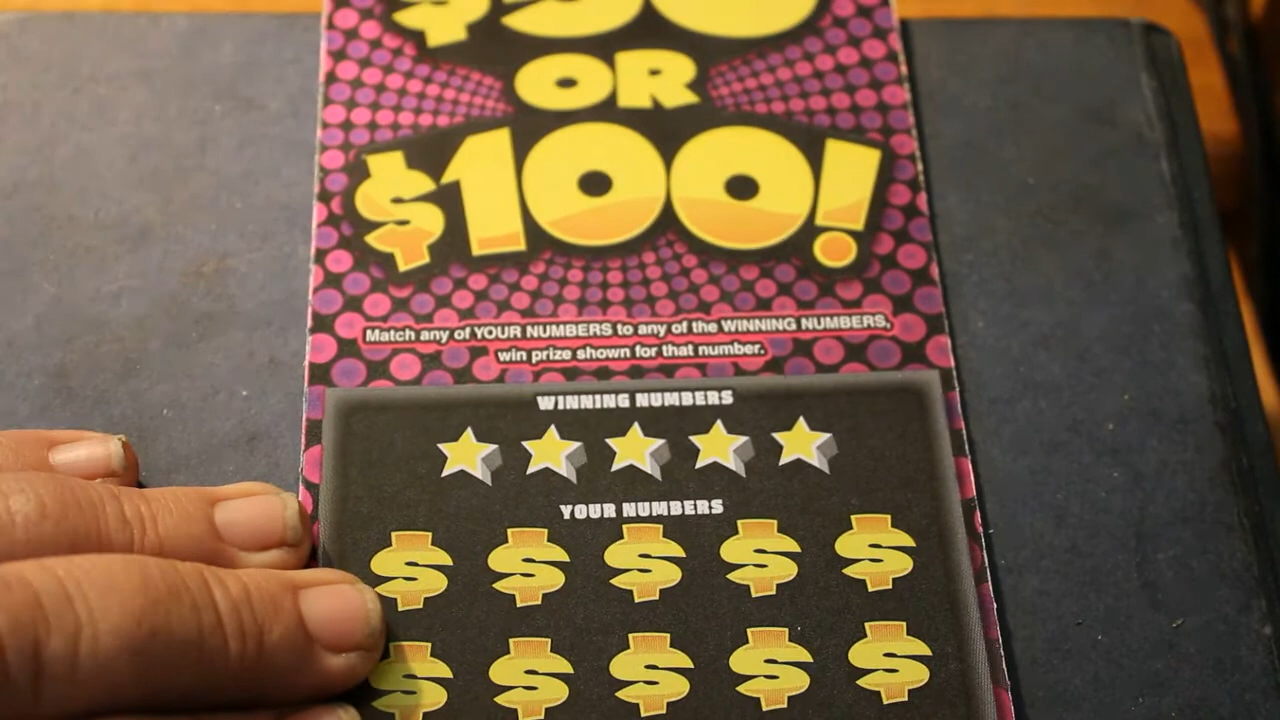 $50
OR
$100!
Match any of YOUR NUMBERS to any of the WINNING NUMBERS,
win prize shown for that number.
WINNING NUMBERS
YOUR NUMBERS
$ $ $ $ $
$ $ $ $ $